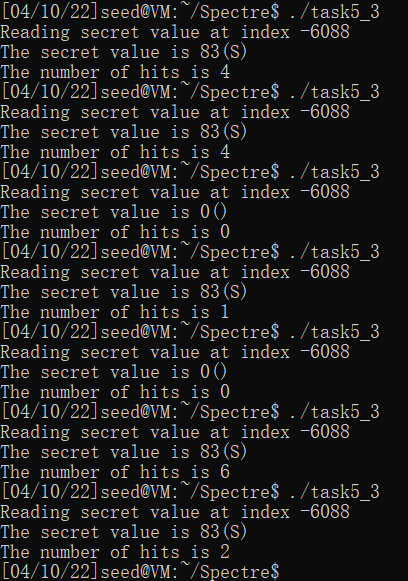 [04/10/22]seed@VM:~/Spectre$ ./task5_3
Reading secret value at index -6088
The secret value is 83(S)
The number of hits is 4
[04/10/22]seed@VM:~/Spectre$ ./task5_3
Reading secret value at index -6088
The secret value is 83(S)
The number of hits is 4
[04/10/22]seed@VM:~/Spectre$ ./task5_3
Reading secret value at index -6088
The secret value is 0()
The number of hits is 0
[04/10/22]seed@VM:~/Spectre$ ./task5_3
Reading secret value at index -6088
The secret value is 83(S)
The number of hits is 1
[04/10/22]seed@VM:~/Spectre$ ./task5_3
Reading secret value at index -6088
The secret value is 0()
The number of hits is 0
[04/10/22]seed@VM:~/Spectre$ ./task5_3
Reading secret value at index -6088
The secret value is 83(S)
The number of hits is 6
[04/10/22]seed@VM:~/Spectre$ ./task5_3
Reading secret value at index -6088
The secret value is 83(S)
The number of hits is 2
[04/10/22]seed@VM:~/Spectre$